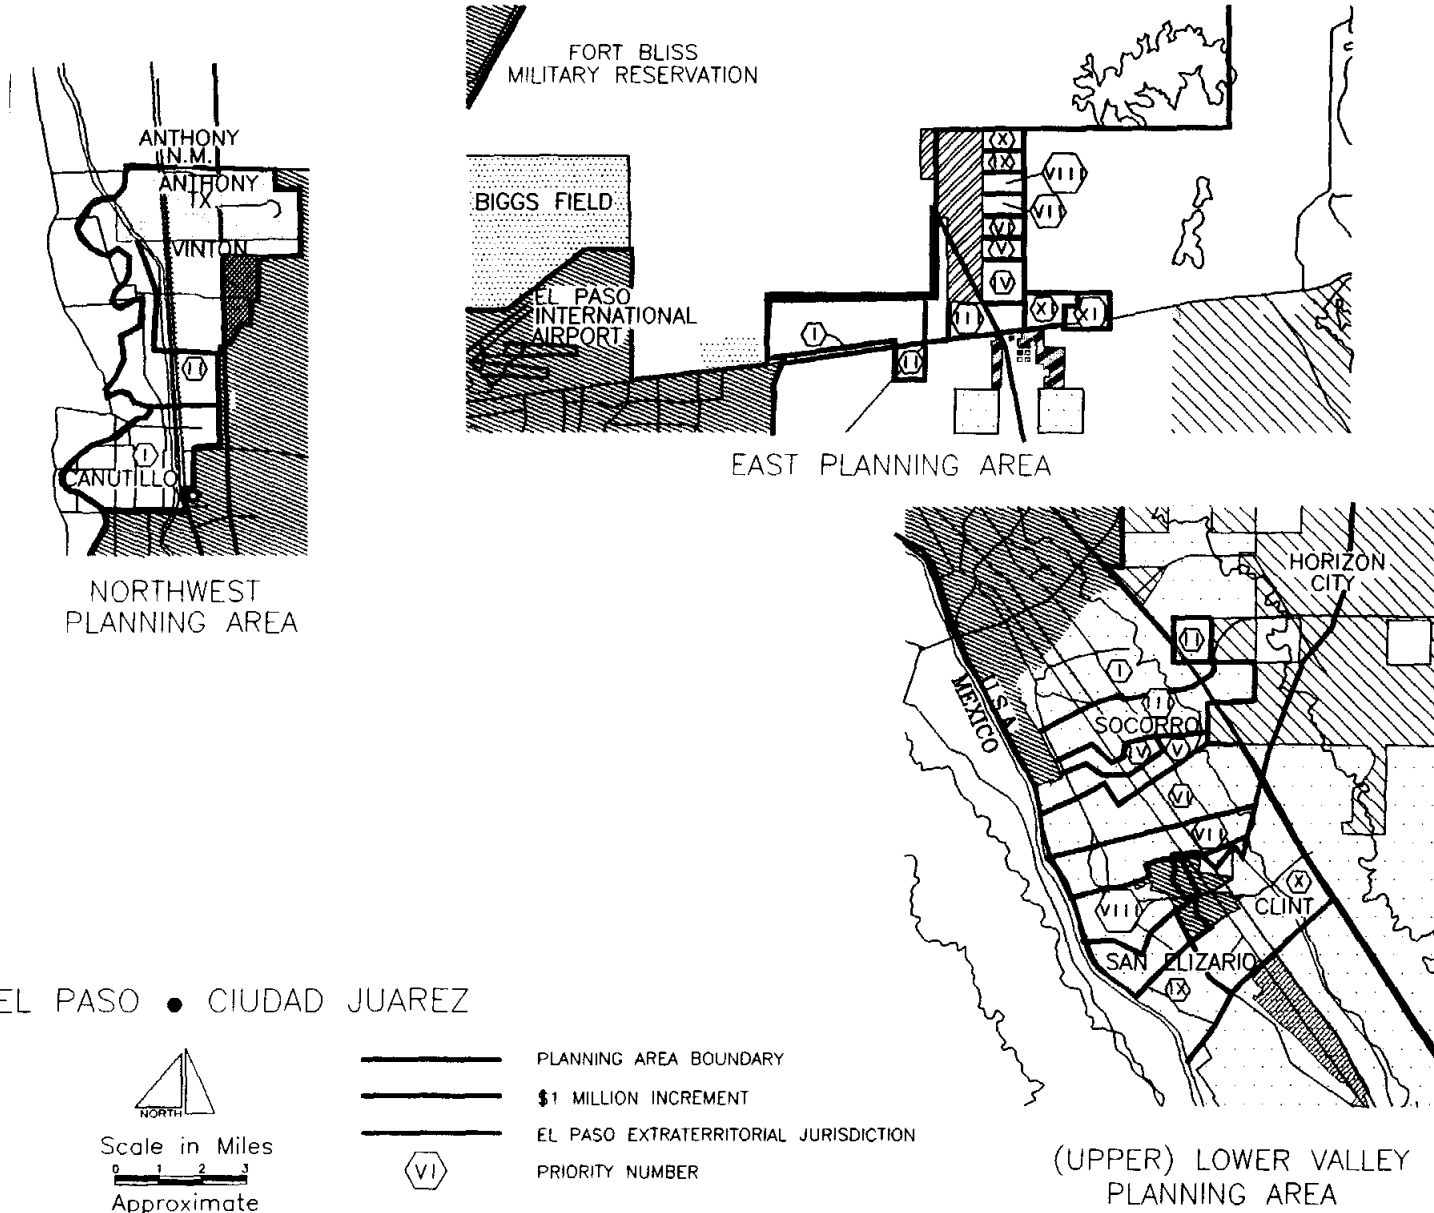 FORT BLISS
MILITARY RESERVATION
ANTHONY
N.M.
ANTHONY
TX.
VINTON
II
I
CANUTILLO
NORTHWEST
PLANNING AREA
BIGGS FIELD
EL PASO
INTERNATIONAL
AIRPORT
X
IX
VIII
VII
VI
V
IV
III
XI
XI
I
II
EAST PLANNING AREA
HORIZON
CITY
II
I
III
U.S.A.
MEXICO
SOCORRO
IV
V
VI
VII
X
VIII
CLINT
SAN ELIZARIO
IX
(UPPER) LOWER VALLEY
PLANNING AREA
EL PASO ● CIUDAD JUAREZ
NORTH
Scale in Miles
0 1 2 3
Approximate
PLANNING AREA BOUNDARY
$1 MILLION INCREMENT
EL PASO EXTRATERRITORIAL JURISDICTION
VI
PRIORITY NUMBER